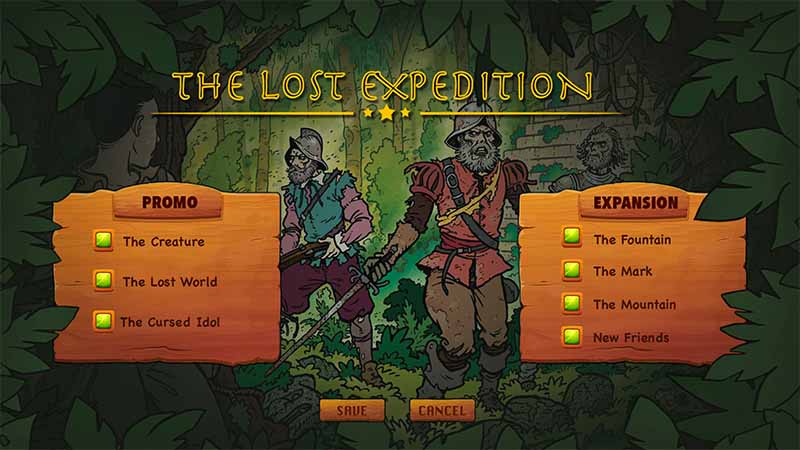 THE LOST EXPEDITION
PROMO
The Creature
The Lost World
The Cursed Idol
EXPANSION
The Fountain
The Mark
The Mountain
New Friends
SAVE
CANCEL